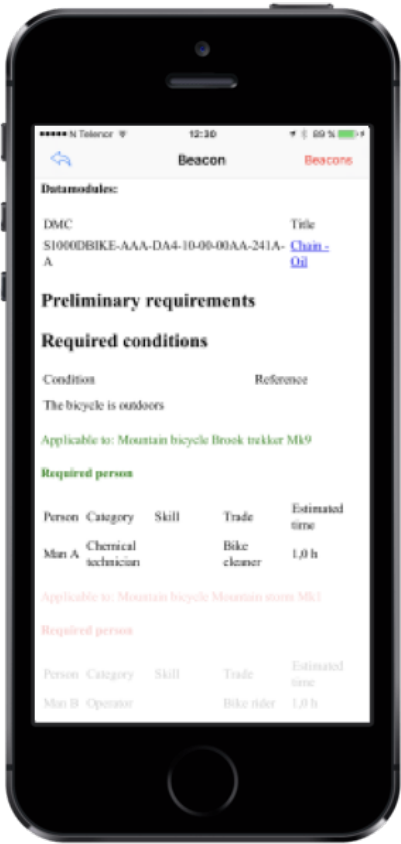 N Telenor 12:30 89 %
Beacon Beacons
Datamodules:
DMC Title
S1000DBIKE-AAA-DA4-10-00-00AA-241A- Chain -
A Oil
Preliminary requirements
Required conditions
Condition Reference
The bicycle is outdoors
Applicable to: Mountain bicycle Brook trekker Mk9
Required person
Person Category Skill Trade Estimated
time
Man A Chemical Bike 1,0 h
technician cleaner
Applicable to: Mountain bicycle Mountain storm Mk1
Required person
Person Category Skill Trade Estimated
time
Man B Operator Bike rider 1,0 h